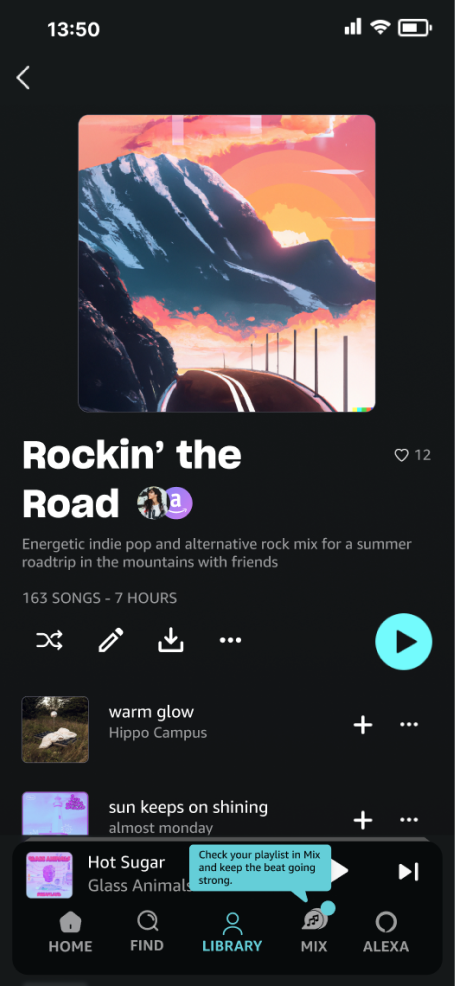 13:50
Rockin' the
♡ 12
Road
a
Energetic indie pop and alternative rock mix for a summer
roadtrip in the mountains with friends
163 SONGS - 7 HOURS
warm glow
Hippo Campus
sun keeps on shining
almost monday
Hot Sugar
Glass Animals
Check your playlist in Mix
and keep the beat going
strong.
HOME
FIND
LIBRARY
MIX
ALEXA